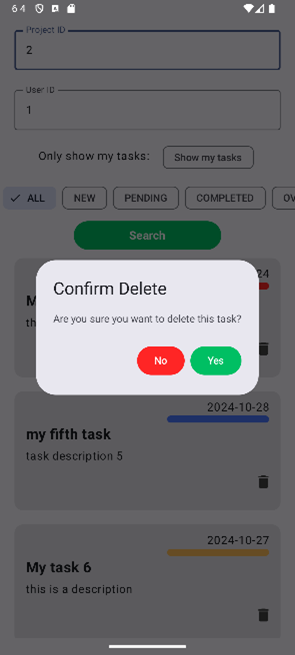 6 4
Project ID
2
User ID
1
Only show my tasks:
Show my tasks
ALL
NEW
PENDING
COMPLETED
Search
24
Confirm Delete
Are you sure you want to delete this task?
No
Yes
2024-10-28
my fifth task
task description 5
2024-10-27
My task 6
this is a description